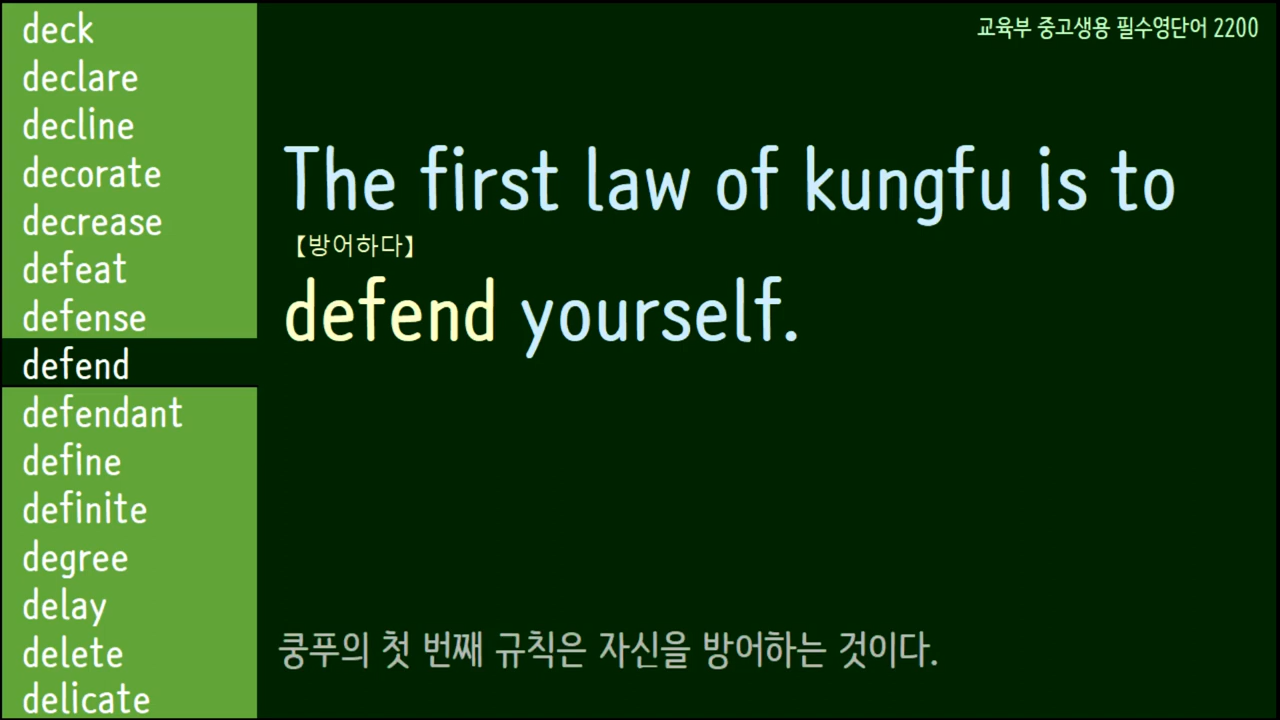 deck
declare
decline
decorate
decrease
defeat
defense
defend
defendant
define
definite
degree
delay
delete
delicate
교육부 중고생용 필수영단어 2200
The first law of kungfu is to
【방어하다】
defend yourself.
쿵푸의 첫 번째 규칙은 자신을 방어하는 것이다.